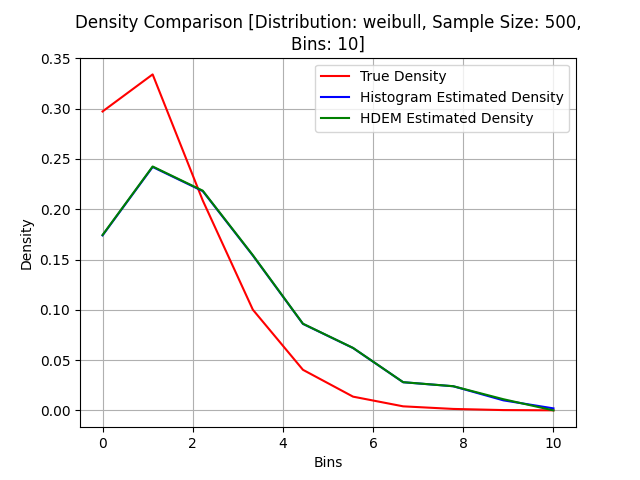 Density Comparison [Distribution: weibull, Sample Size: 500,
Bins: 10]
0.35
0.30
0.25
0.20
0.15
0.10
0.05
0.00
Density
True Density
Histogram Estimated Density
HDEM Estimated Density
0 2 4 6 8 10
Bins